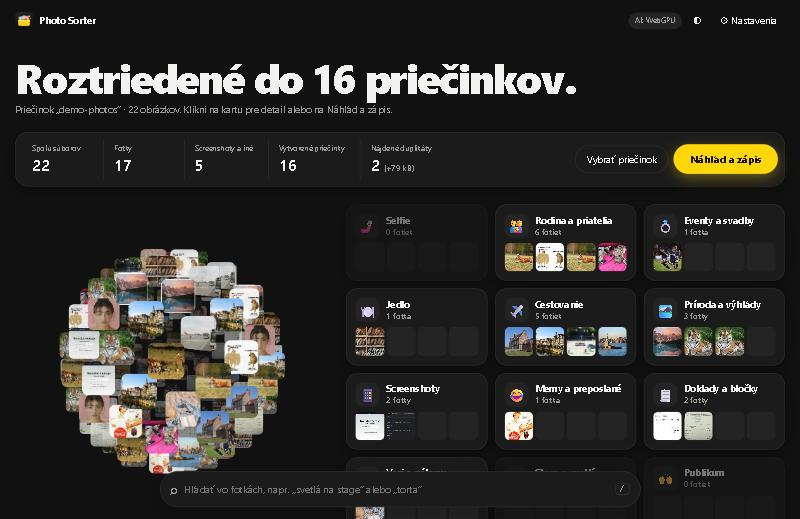 Photo Sorter
AI: WebGPU
Nastavenia
Roztriedené do 16 priečinkov.
Priečinok „demo-photos“ · 22 obrázkov. Klikni na kartu pre detail alebo na Náhľad a zápis.
Spolu súborov
Fotky
Screenshoty a iné
Vytvorené priečinky
Nájdené duplikáty
22
17
5
16
2 (+79 kB)
Vybrať priečinok
Náhľad a zápis
Selfie
0 fotiek
Rodina a priatelia
6 fotiek
Eventy a svadby
1 fotka
Jedlo
1 fotka
Cestovanie
5 fotiek
Príroda a výhľady
3 fotky
Screenshoty
2 fotky
Memy a preposlané
1 fotka
Doklady a bločky
2 fotky
Publikum
0 fotiek
Hľadať vo fotkách, napr. „svetlá na stage“ alebo „torta“
/